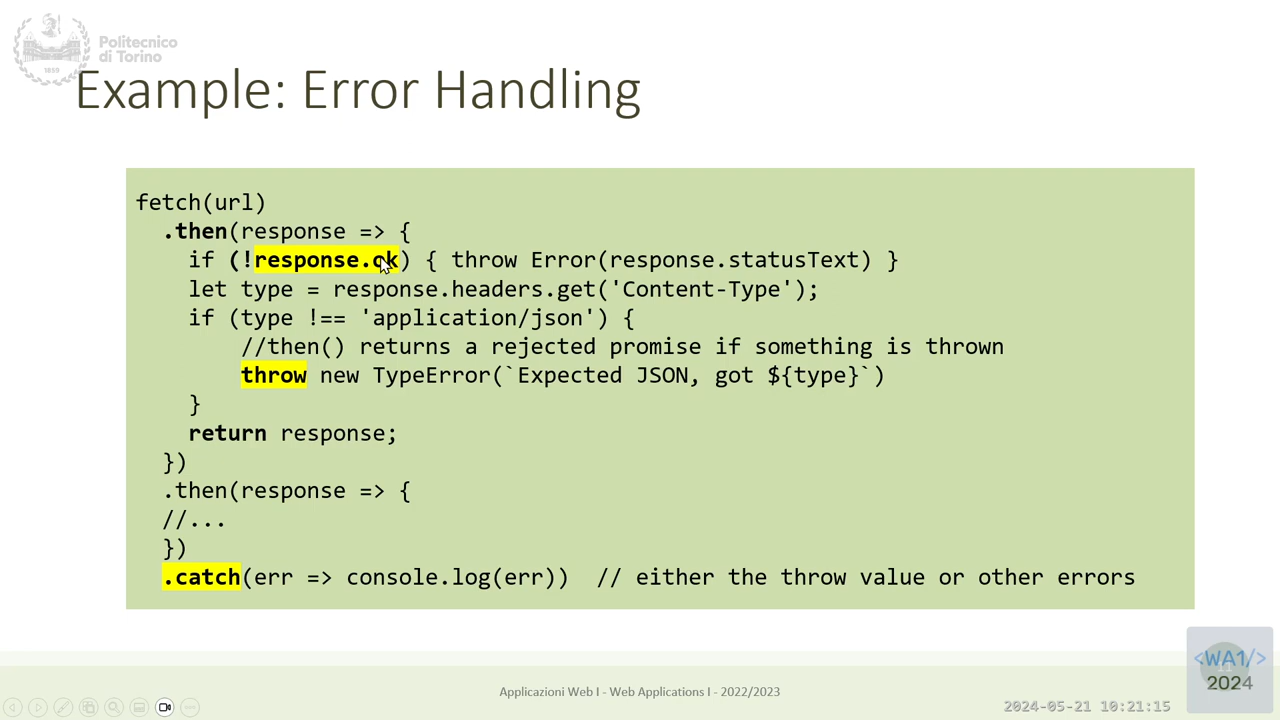 Politecnico
di Torino
1859
Example: Error Handling
fetch(url)
  .then(response => {
    if (!response.ok) { throw Error(response.statusText) }
    let type = response.headers.get('Content-Type');
    if (type !== 'application/json') {
        //then() returns a rejected promise if something is thrown
        throw new TypeError(`Expected JSON, got ${type}`)
    }
    return response;
  })
  .then(response => {
  //...
  })
  .catch(err => console.log(err))  // either the throw value or other errors
Applicazioni Web I - Web Applications I - 2022/2023
<WA1/>
2024
2024-05-21 10:21:15